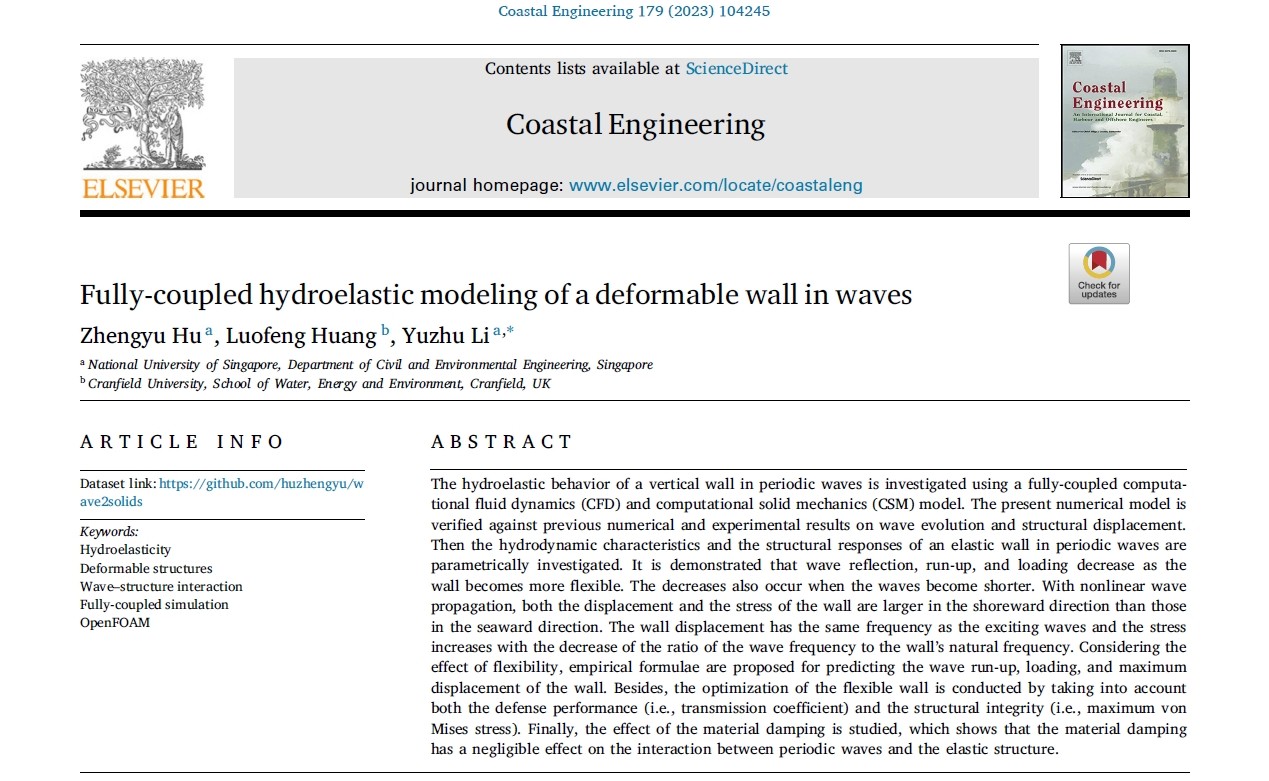 Coastal Engineering 179 (2023) 104245
Contents lists available at ScienceDirect
Coastal Engineering
journal homepage: www.elsevier.com/locate/coastaleng
ELSEVIER
Coastal
Engineering
An International Journal for Coastal,
Harbour and Offshore Engineers
ScienceDirect
Check for
updates
Fully-coupled hydroelastic modeling of a deformable wall in waves
Zhengyu Hu a, Luofeng Huang b, Yuzhu Li a,*
a National University of Singapore, Department of Civil and Environmental Engineering, Singapore
b Cranfield University, School of Water, Energy and Environment, Cranfield, UK
ARTICLE INFO
Dataset link: https://github.com/huzhengyu/w
ave2solids
Keywords:
Hydroelasticity
Deformable structures
Wave–structure interaction
Fully-coupled simulation
OpenFOAM
ABSTRACT
The hydroelastic behavior of a vertical wall in periodic waves is investigated using a fully-coupled computa-
tional fluid dynamics (CFD) and computational solid mechanics (CSM) model. The present numerical model is
verified against previous numerical and experimental results on wave evolution and structural displacement.
Then the hydrodynamic characteristics and the structural responses of an elastic wall in periodic waves are
parametrically investigated. It is demonstrated that wave reflection, run-up, and loading decrease as the
wall becomes more flexible. The decreases also occur when the waves become shorter. With nonlinear wave
propagation, both the displacement and the stress of the wall are larger in the shoreward direction than those
in the seaward direction. The wall displacement has the same frequency as the exciting waves and the stress
increases with the decrease of the ratio of the wave frequency to the wall's natural frequency. Considering the
effect of flexibility, empirical formulae are proposed for predicting the wave run-up, loading, and maximum
displacement of the wall. Besides, the optimization of the flexible wall is conducted by taking into account
both the defense performance (i.e., transmission coefficient) and the structural integrity (i.e., maximum von
Mises stress). Finally, the effect of the material damping is studied, which shows that the material damping
has a negligible effect on the interaction between periodic waves and the elastic structure.